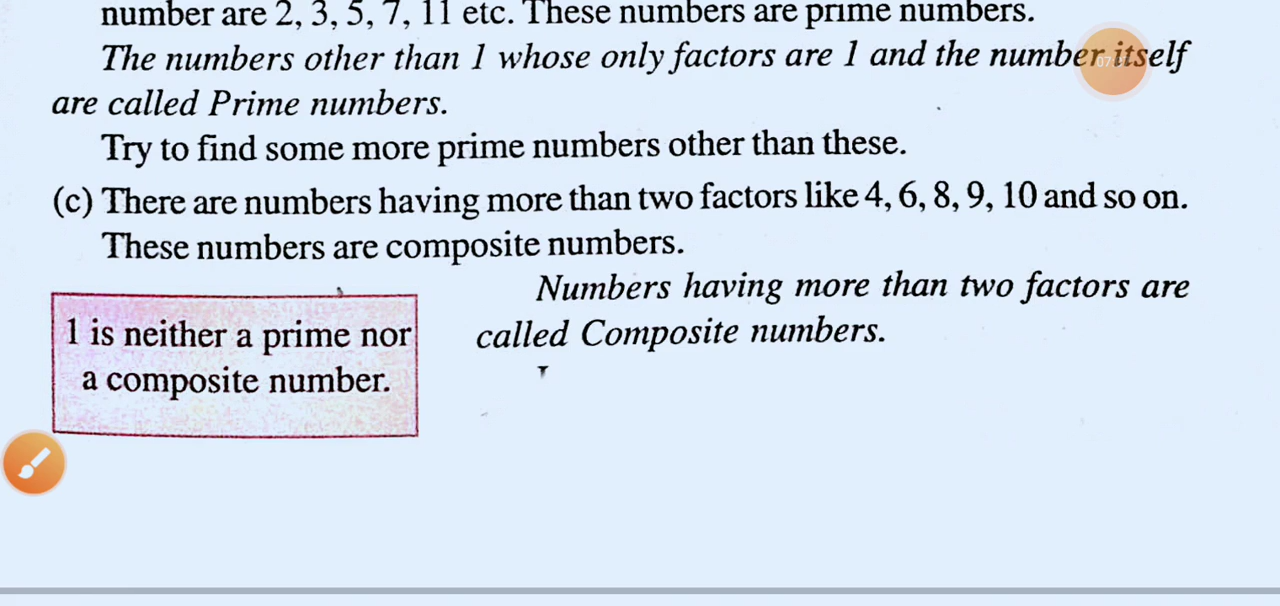 number are 2, 3, 5, 7, 11 etc. These numbers are prime numbers.
The numbers other than 1 whose only factors are 1 and the number itself
are called Prime numbers.
Try to find some more prime numbers other than these.
(c) There are numbers having more than two factors like 4, 6, 8, 9, 10 and so on.
These numbers are composite numbers.
Numbers having more than two factors are
called Composite numbers.
1 is neither a prime nor
a composite number.